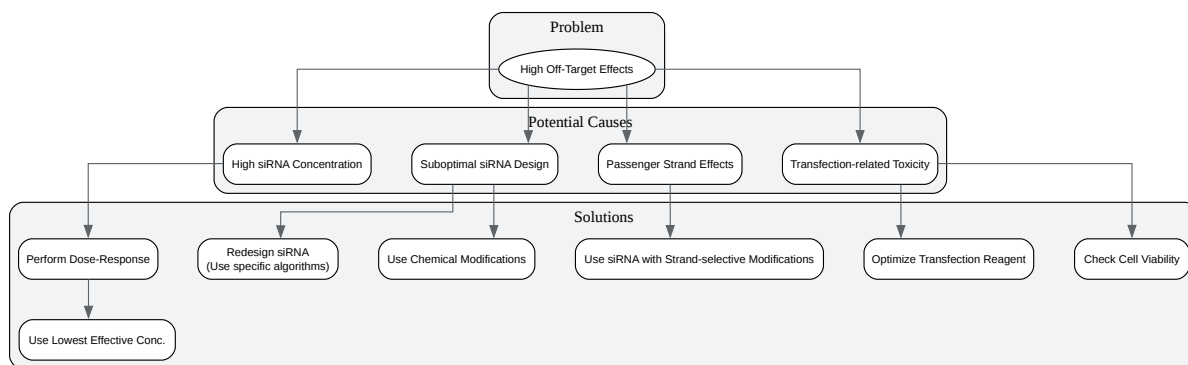 Problem
High Off-Target Effects
Potential Causes
High siRNA Concentration
Suboptimal siRNA Design
Passenger Strand Effects
Transfection-related Toxicity
Solutions
Perform Dose-Response
Redesign siRNA
(Use specific algorithms)
Use Chemical Modifications
Use siRNA with Strand-selective Modifications
Optimize Transfection Reagent
Check Cell Viability
Use Lowest Effective Conc.